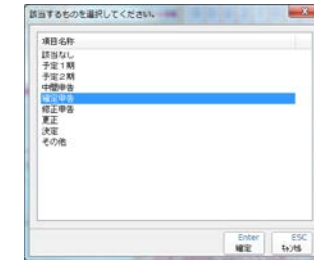 該当するものを選択してください。
項目名称
該当なし
予定1期
予定2期
中間申告
確定申告
修正申告
更正
決定
その他
Enter ESC
確定 ｷｬﾝｾﾙ